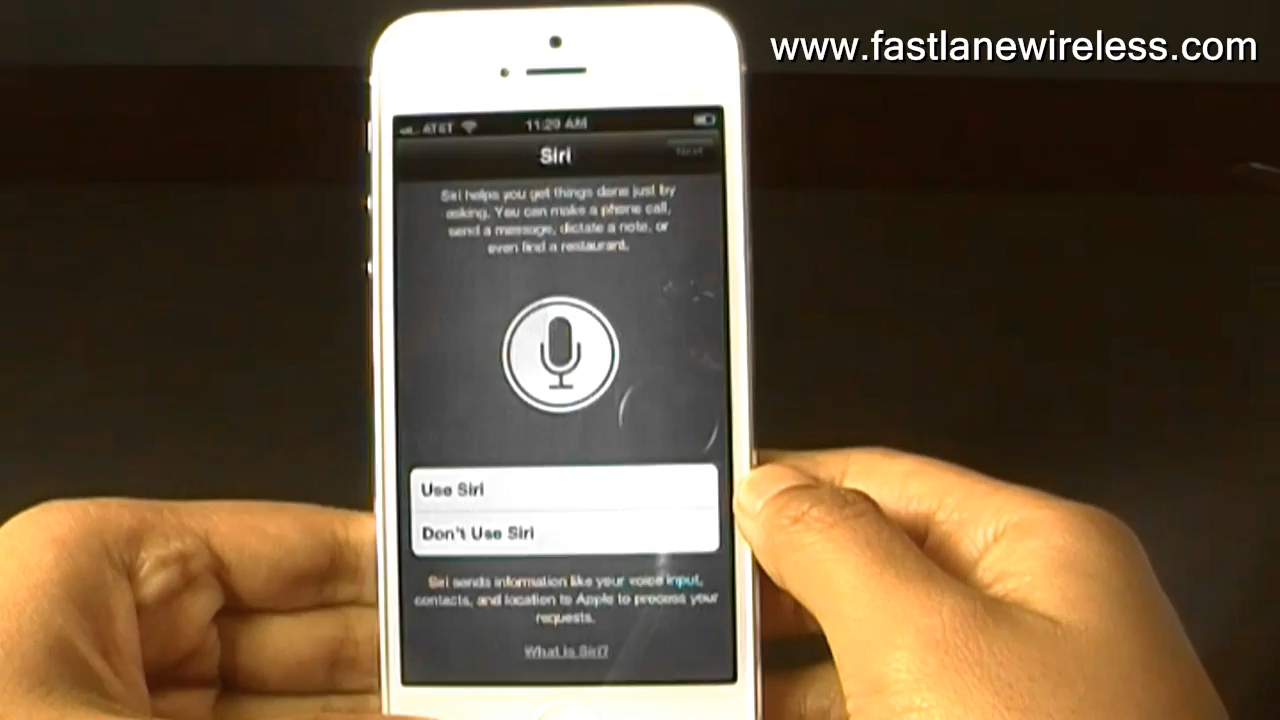 www.fastlanewireless.com
AT&T 11:29 AM
Siri Next
Siri helps you get things done just by
asking. You can make a phone call,
send a message, dictate a note, or
even find a restaurant.
Use Siri
Don't Use Siri
Siri sends information like your voice input,
contacts, and location to Apple to process your
requests.
What is Siri?